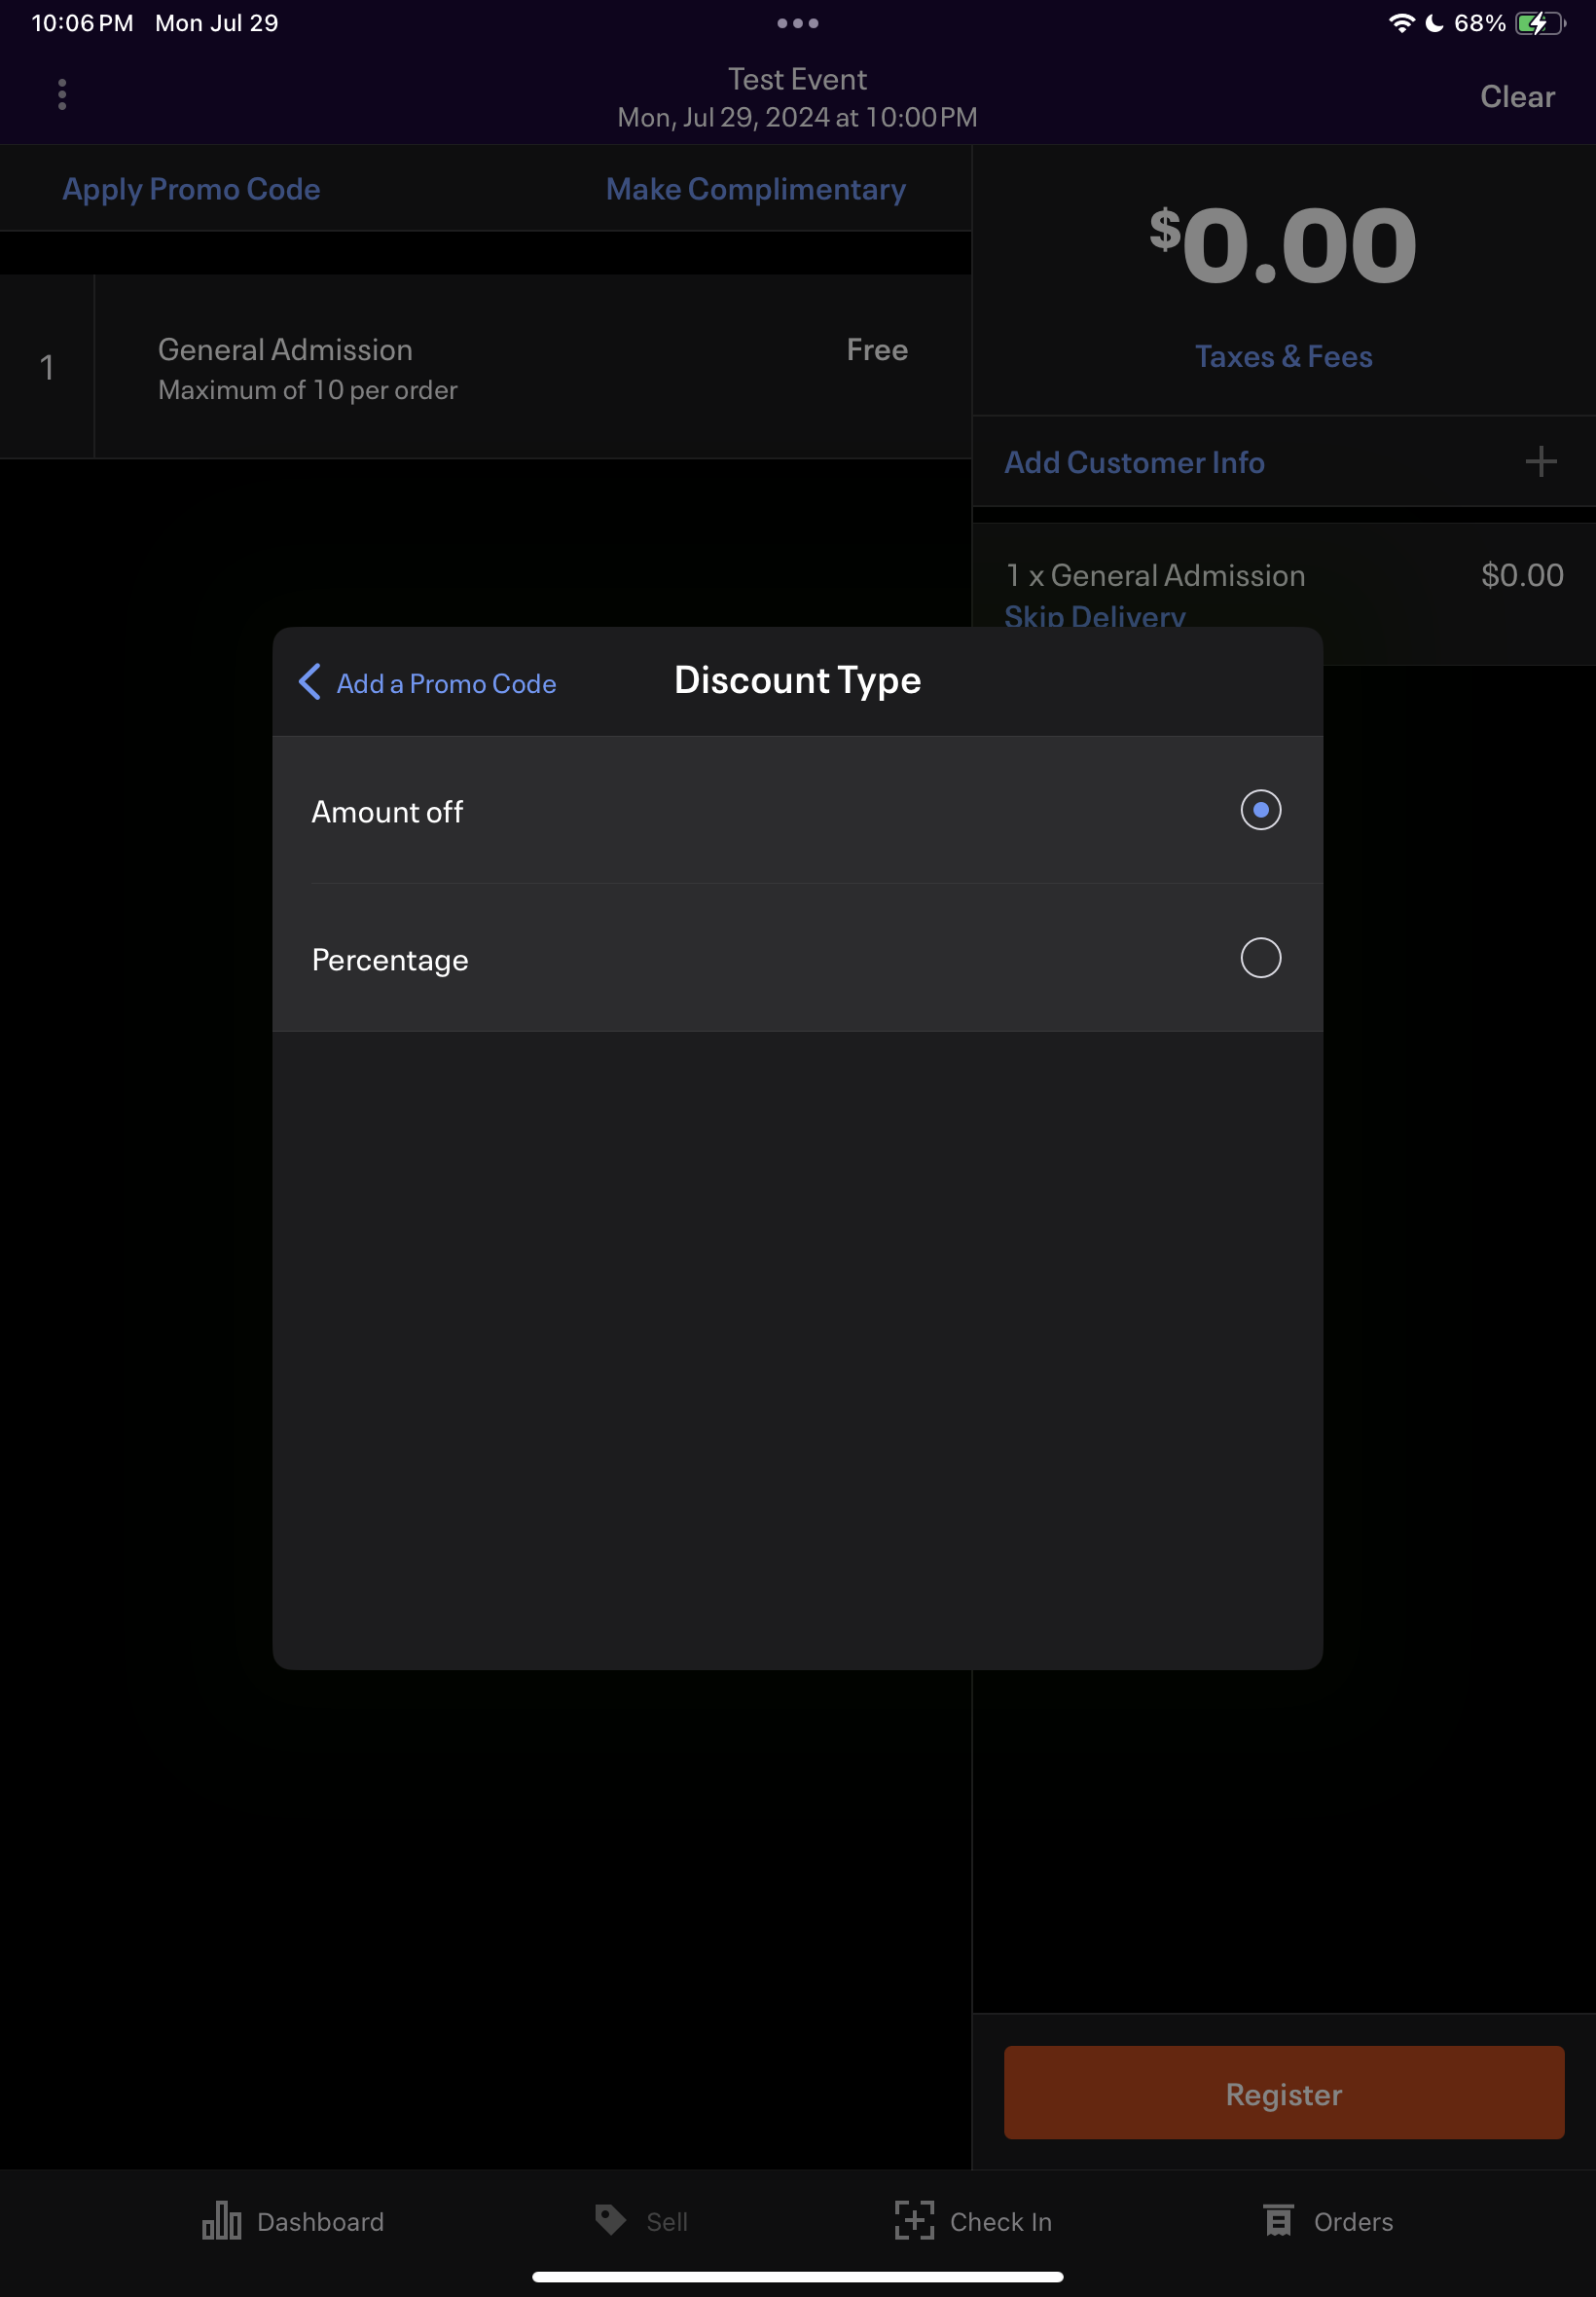 10:06 PM Mon Jul 29
68%
Test Event
Mon, Jul 29, 2024 at 10:00 PM
Clear
Apply Promo Code
Make Complimentary
$0.00
Taxes & Fees
1
General Admission
Free
Maximum of 10 per order
Add Customer Info
1 x General Admission
$0.00
Skip Delivery
Add a Promo Code
Discount Type
Amount off
Percentage
Register
Dashboard
Sell
Check In
Orders